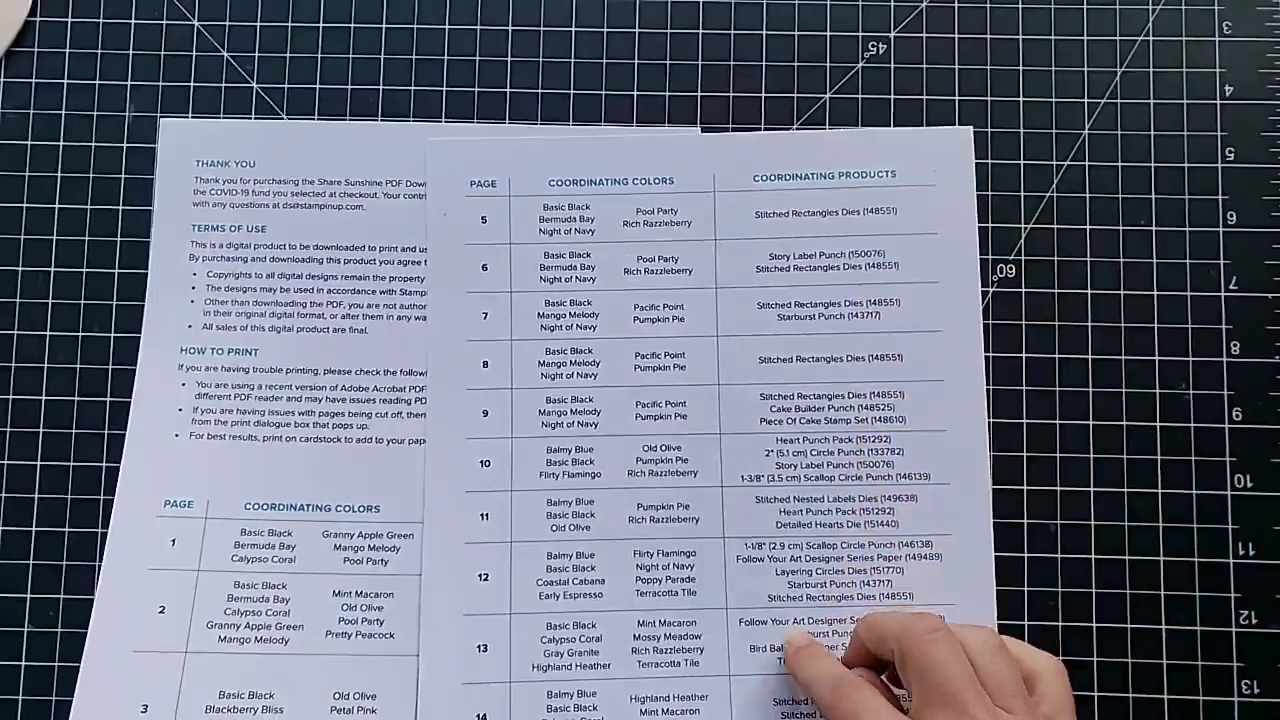 THANK YOU
Thank you for purchasing the Share Sunshine PDF
the COVID-19 fund you selected at checkout. Your
with any questions at ds@stampinup.com.
TERMS OF USE
This is a digital product to be downloaded to print and
By purchasing and downloading this product you agree
• Copyrights to all digital designs remain the property
• The designs may be used in accordance with
• Other than downloading the PDF, you are not
in their original digital format, or alter them in any
• All sales of this digital product are final.
HOW TO PRINT
If you are having trouble printing, please check the
• You are using a recent version of Adobe Acrobat PDF
different PDF reader and may have issues reading
• If you are having issues with pages being cut off, then
from the print dialogue box that pops up.
• For best results, print on cardstock to add to your
PAGE COORDINATING COLORS
1
Basic Black Granny Apple Green
Bermuda Bay Mango Melody
Calypso Coral Pool Party
2
Basic Black Mint Macaron
Bermuda Bay Old Olive
Calypso Coral Pool Party
Granny Apple Green Pretty Peacock
Mango Melody
3
Basic Black Old Olive
Blackberry Bliss Petal Pink
PAGE COORDINATING COLORS COORDINATING PRODUCTS
5
Basic Black Pool Party Stitched Rectangles Dies (148551)
Bermuda Bay Rich Razzleberry
Night of Navy
6
Basic Black Pool Party Story Label Punch (150076)
Bermuda Bay Rich Razzleberry Stitched Rectangles Dies (148551)
Night of Navy
7
Basic Black Pacific Point Stitched Rectangles Dies (148551)
Mango Melody Pumpkin Pie Starburst Punch (143717)
Night of Navy
8
Basic Black Pacific Point Stitched Rectangles Dies (148551)
Mango Melody Pumpkin Pie
Night of Navy
9
Basic Black Pacific Point Stitched Rectangles Dies (148551)
Mango Melody Pumpkin Pie Cake Builder Punch (148525)
Night of Navy Piece Of Cake Stamp Set (148610)
10
Balmy Blue Old Olive Heart Punch Pack (151292)
Basic Black Pumpkin Pie 2" (5.1 cm) Circle Punch (133782)
Flirty Flamingo Rich Razzleberry Story Label Punch (150076)
1-3/8" (3.5 cm) Scallop Circle Punch (146139)
11
Balmy Blue Pumpkin Pie Stitched Nested Labels Dies (149638)
Basic Black Rich Razzleberry Heart Punch Pack (151292)
Old Olive Detailed Hearts Die (151440)
12
Balmy Blue Flirty Flamingo 1-1/8" (2.9 cm) Scallop Circle Punch (146138)
Basic Black Night of Navy Follow Your Art Designer Series Paper (149489)
Coastal Cabana Poppy Parade Layering Circles Dies (151770)
Early Espresso Terracotta Tile Starburst Punch (143717)
Stitched Rectangles Dies (148551)
13
Basic Black Mint Macaron Follow Your Art Designer
Calypso Coral Mossy Meadow
Gray Granite Rich Razzleberry Bird
Highland Heather Terracotta Tile
14
Balmy Blue Highland Heather Stitched
Basic Black Mint Macaron Stitched
45°
60°
3
4
5
6
7
8
9
10
11
12
13